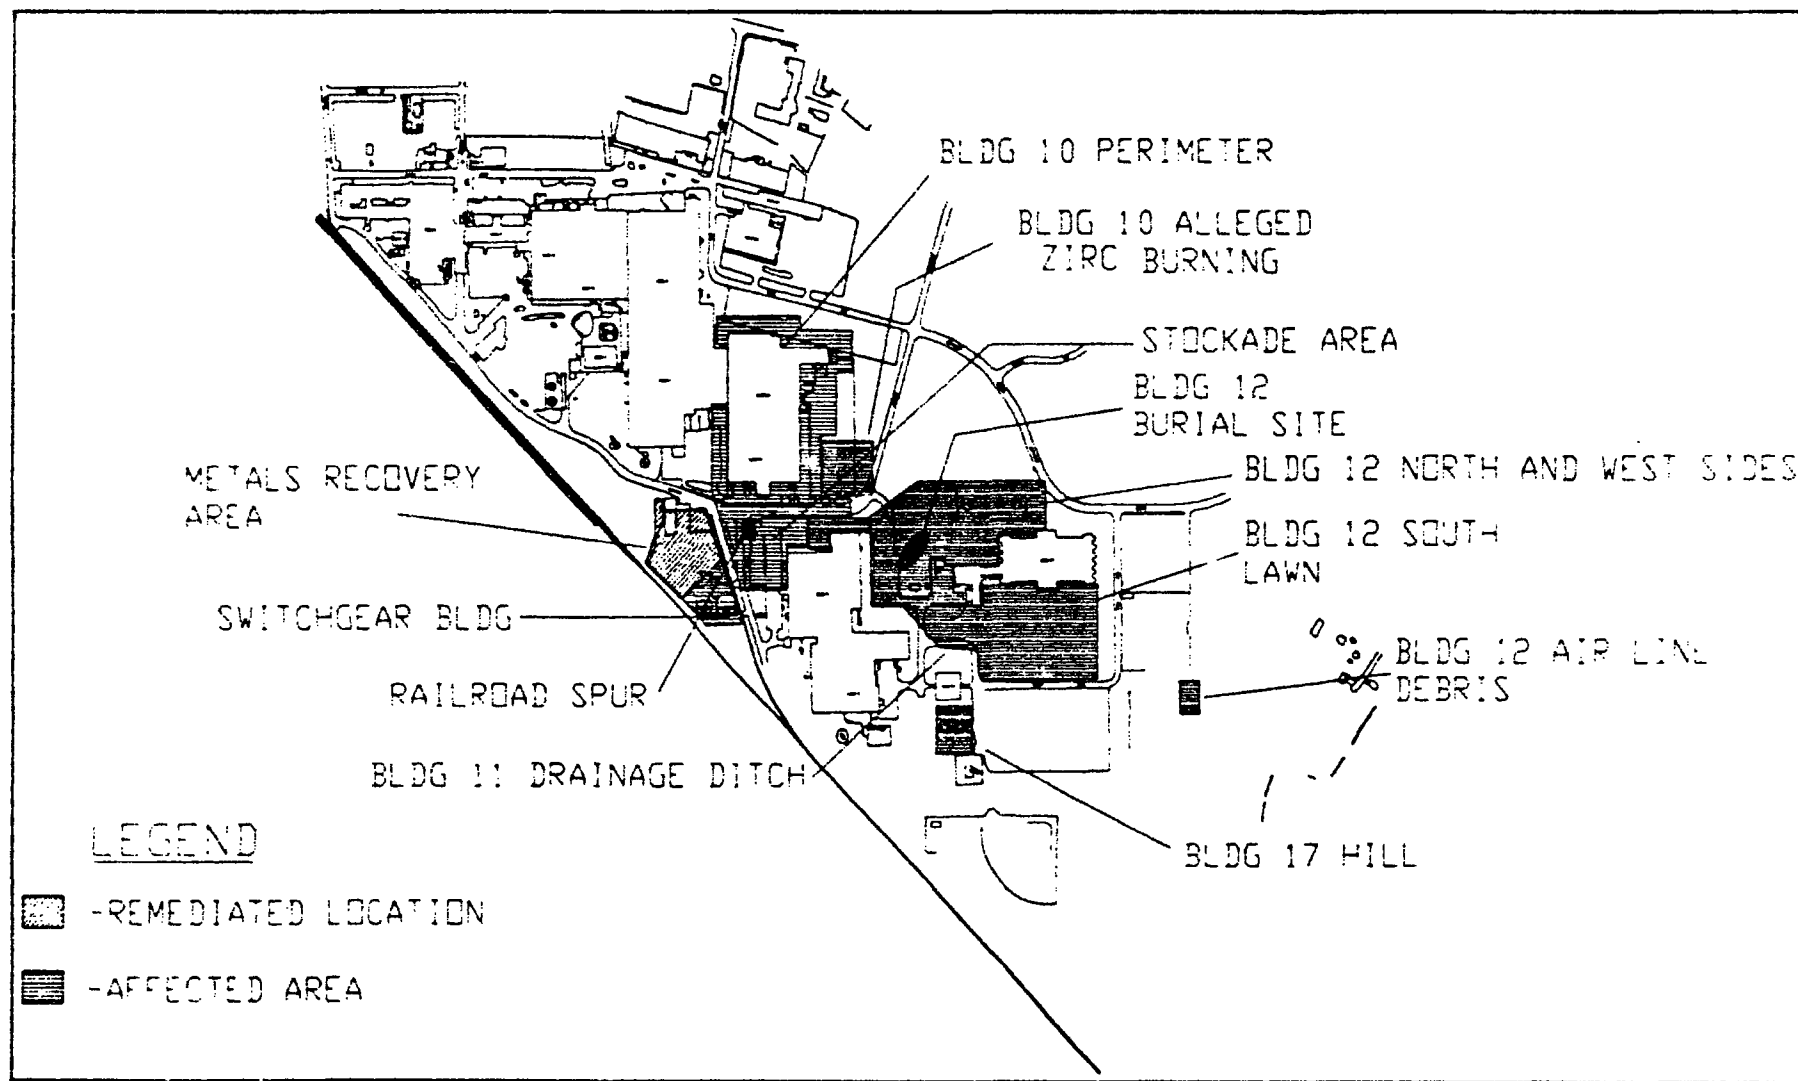 BLDG 10 PERIMETER
BLDG 10 ALLEGED
ZIRC BURNING
STOCKADE AREA
BLDG 12
BURIAL SITE
BLDG 12 NORTH AND WEST SIDES
METALS RECOVERY
AREA
BLDG 12 SOUTH
LAWN
SWITCHGEAR BLDG
BLDG 12 AIR LINE
DEBRIS
RAILROAD SPUR
BLDG 11 DRAINAGE DITCH
BLDG 17 HILL
LEGEND
-REMEDIATED LOCATION
-AFFECTED AREA